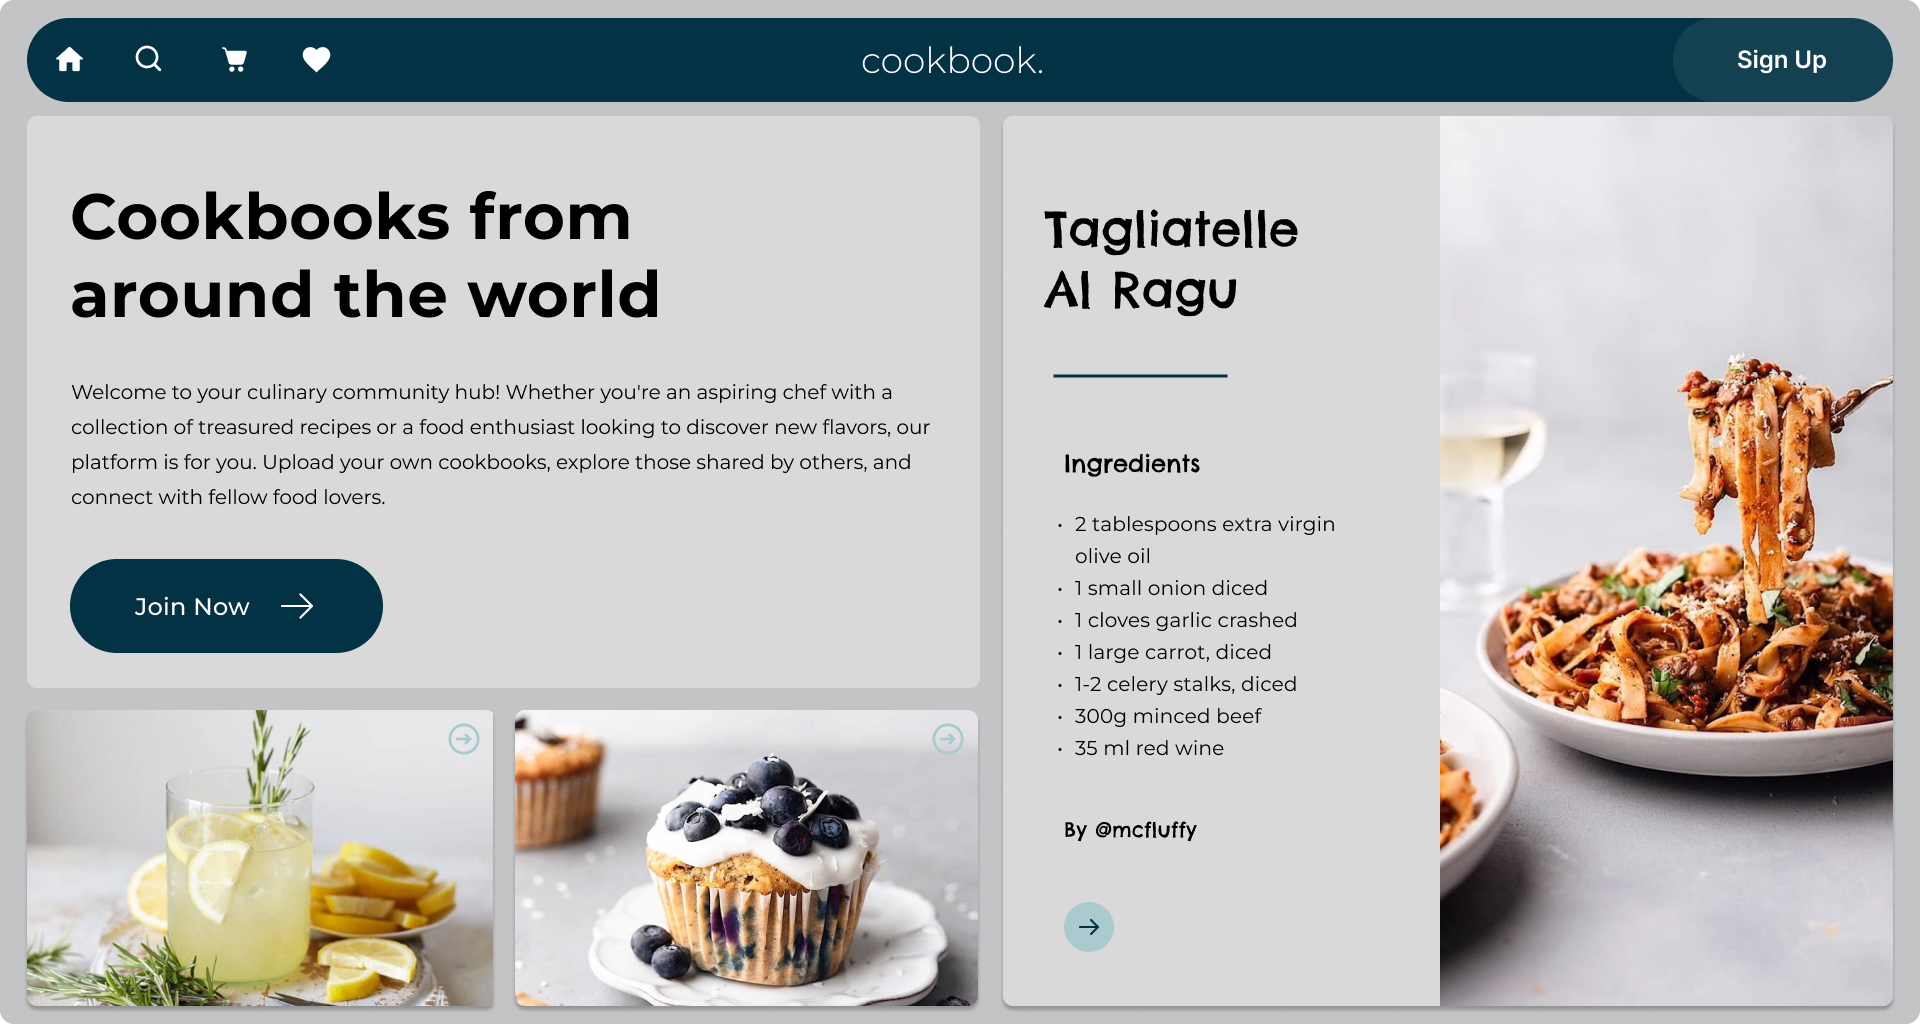 cookbook.
Sign Up
Cookbooks from
around the world
Welcome to your culinary community hub! Whether you're an aspiring chef with a
collection of treasured recipes or a food enthusiast looking to discover new flavors, our
platform is for you. Upload your own cookbooks, explore those shared by others, and
connect with fellow food lovers.
Join Now
Tagliatelle
Al Ragu
Ingredients
• 2 tablespoons extra virgin
olive oil
• 1 small onion diced
• 1 cloves garlic crashed
• 1 large carrot, diced
• 1-2 celery stalks, diced
• 300g minced beef
• 35 ml red wine
By @mcfluffy